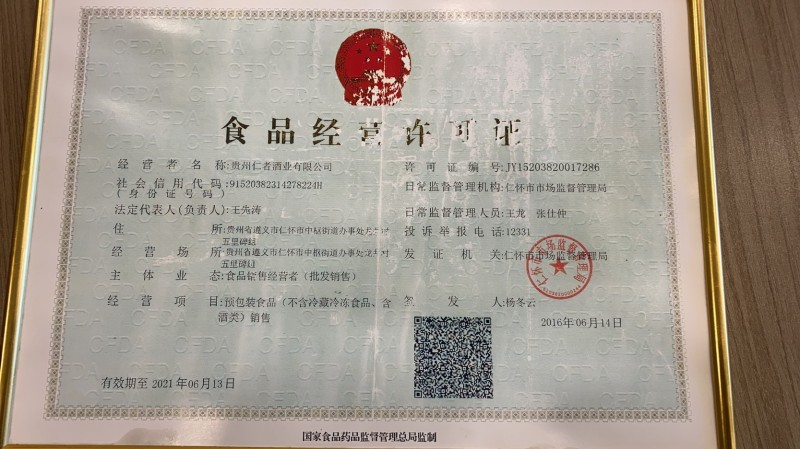 食品经营许可证
经营者名称:贵州仁者酒业有限公司
许可证编号:JY15203820017286
社会信用代码:91520382314278224H
(身份证号码)
日常监督管理机构:仁怀市市场监督管理局
法定代表人(负责人):王先涛
日常监督管理人员:王龙 张仕仲
住所:贵州省遵义市仁怀市中枢街道办事处
五里碑组
投诉举报电话:12331
经营场所:贵州省遵义市仁怀市中枢街道办事处
五里碑组
发证机关:仁怀市市场监督管理局
主体业态:食品销售经营者(批发销售)
经营项目:预包装食品(不含冷藏冷冻食品、含
酒类)销售
签发人:杨冬云
2016年06月14日
有效期至 2021年06月13日
国家食品药品监督管理总局监制